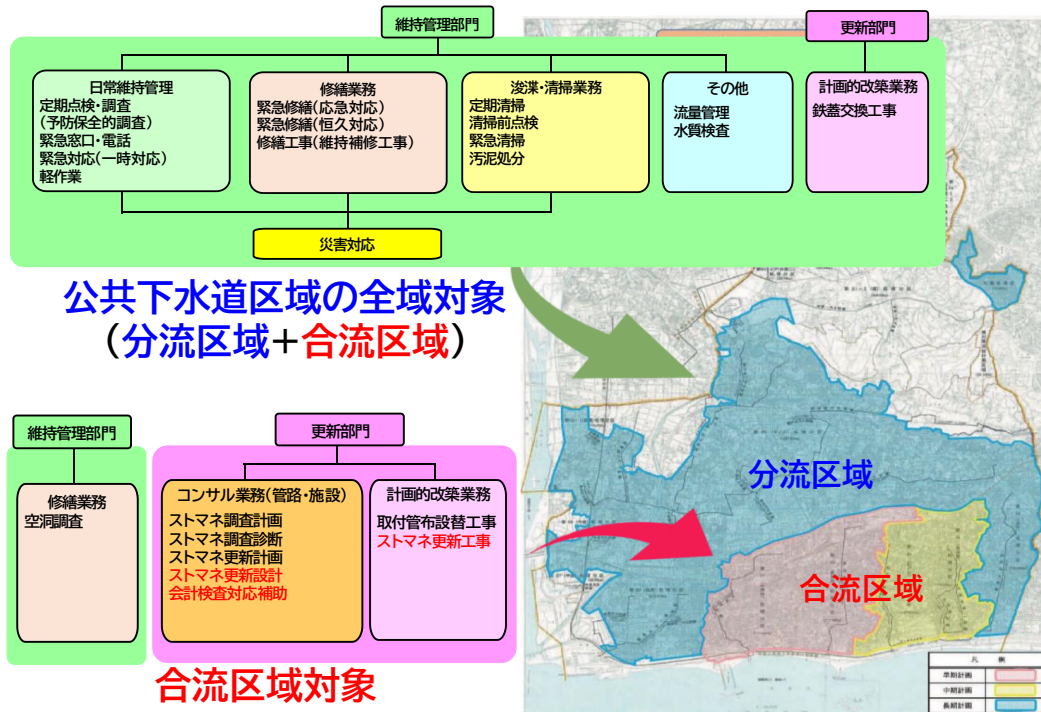 維持管理部門
更新部門
日常維持管理
定期点検・調査
(予防保全的調査)
緊急窓口・電話
緊急対応(一時対応)
軽作業
修繕業務
緊急修繕(応急対応)
緊急修繕(恒久対応)
修繕工事(維持補修工事)
浚渫・清掃業務
定期清掃
清掃前点検
緊急清掃
汚泥処分
その他
流量管理
水質検査
計画的改築業務
鉄蓋交換工事
災害対応
公共下水道区域の全域対象
(分流区域+合流区域)
維持管理部門
更新部門
修繕業務
空洞調査
コンサル業務(管路・施設)
ストマネ調査計画
ストマネ調査診断
ストマネ更新計画
ストマネ更新設計
会計検査対応補助
計画的改築業務
取付管布設替工事
ストマネ更新工事
合流区域対象
分流区域
合流区域
凡例
早期計画
中期計画
長期計画